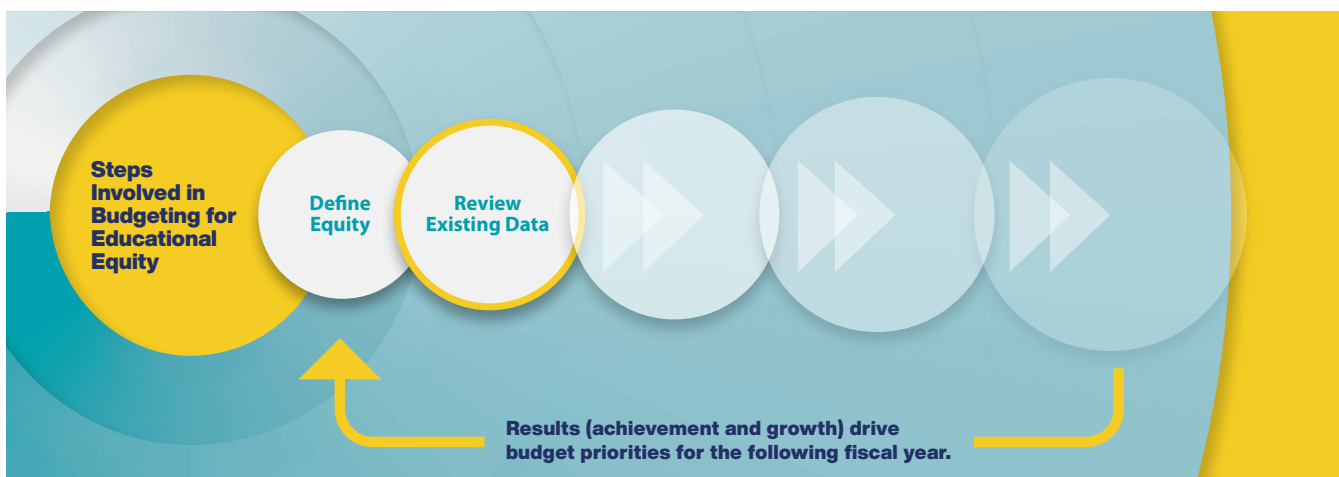 Steps
Involved in
Budgeting for
Educational
Equity
Define
Equity
Review
Existing Data
Results (achievement and growth) drive
budget priorities for the following fiscal year.